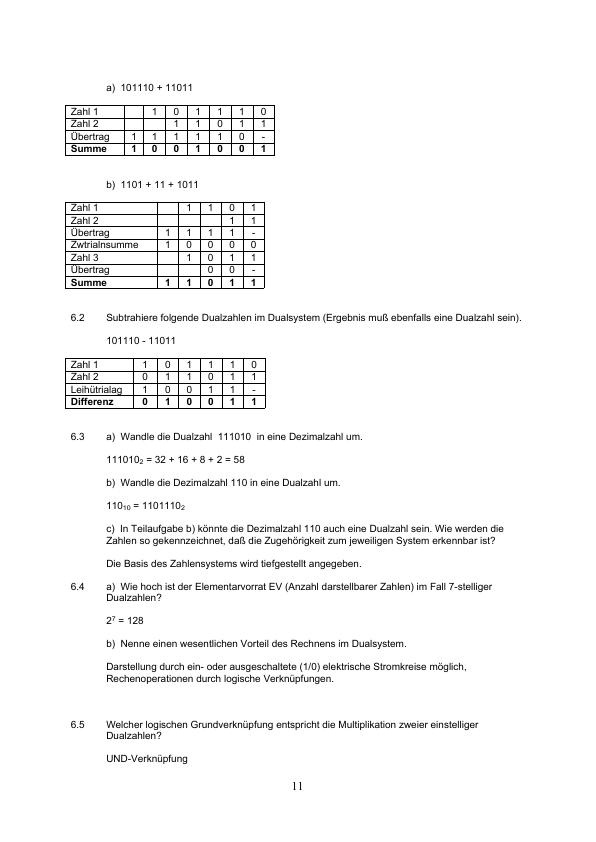 a) 101110 + 11011
Zahl 1 1 0 1 1 1 0
Zahl 2 1 1 0 1 1
Übertrag 1 1 1 1 1 0 -
Summe 1 0 0 1 0 0 1
b) 1101 + 11 + 1011
Zahl 1 1 1 0 1
Zahl 2 1 1
Übertrag 1 1 1 1 -
Zwtrialnsumme 1 0 0 0 0
Zahl 3 1 0 1 1
Übertrag 0 0 -
Summe 1 1 0 1 1
6.2 Subtrahiere folgende Dualzahlen im Dualsystem (Ergebnis muß ebenfalls eine Dualzahl sein).
101110 - 11011
Zahl 1 1 0 1 1 1 0
Zahl 2 0 1 1 0 1 1
Leihütrialag 1 0 0 1 1 -
Differenz 0 1 0 0 1 1
6.3 a) Wandle die Dualzahl 111010 in eine Dezimalzahl um.
111010₂ = 32 + 16 + 8 + 2 = 58
b) Wandle die Dezimalzahl 110 in eine Dualzahl um.
110₁₀ = 1101110₂
c) In Teilaufgabe b) könnte die Dezimalzahl 110 auch eine Dualzahl sein. Wie werden die
Zahlen so gekennzeichnet, daß die Zugehörigkeit zum jeweiligen System erkennbar ist?
Die Basis des Zahlensystems wird tiefgestellt angegeben.
6.4 a) Wie hoch ist der Elementarvorrat EV (Anzahl darstellbarer Zahlen) im Fall 7-stelliger
Dualzahlen?
2⁷ = 128
b) Nenne einen wesentlichen Vorteil des Rechnens im Dualsystem.
Darstellung durch ein- oder ausgeschaltete (1/0) elektrische Stromkreise möglich,
Rechenoperationen durch logische Verknüpfungen.
6.5 Welcher logischen Grundverknüpfung entspricht die Multiplikation zweier einstelliger
Dualzahlen?
UND-Verknüpfung
11